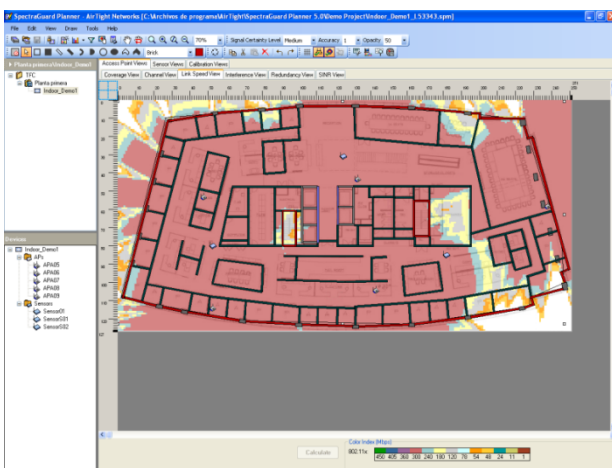 SpectraGuard Planner - AirTight Networks [C:\Archivos de programa\AirTight\SpectraGuard Planner 5.0\Demo Project\Indoor_Demo1_L53343.spm]
File Edit View Draw Tools Help
70% Signal Certainty Level Medium Accuracy 1 Opacity 50
Brick
Planta primera\Indoor_Demo1
Access Point Views Sensor Views Calibration Views
Coverage View Channel View Link Speed View Interference View Redundancy View SINR View
TFC
Planta primera
Indoor_Demo1
Devices
Indoor_Demo1
APs
APA05
APA06
APA07
APA08
APA09
Sensors
Sensor01
SensorS01
SensorS02
Calculate
Color Index (Mbps)
802.11x 450 405 360 300 240 180 120 78 54 48 24 11 1